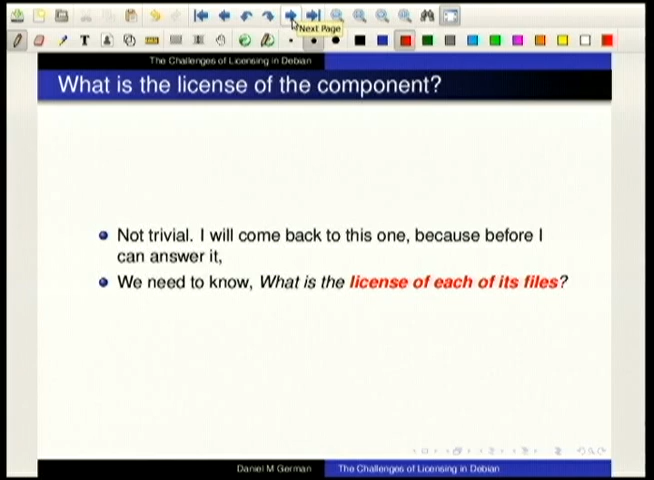 Next Page
The Challenges of Licensing in Debian
What is the license of the component?
Not trivial. I will come back to this one, because before I
can answer it,
We need to know, What is the license of each of its files?
Daniel M German
The Challenges of Licensing in Debian